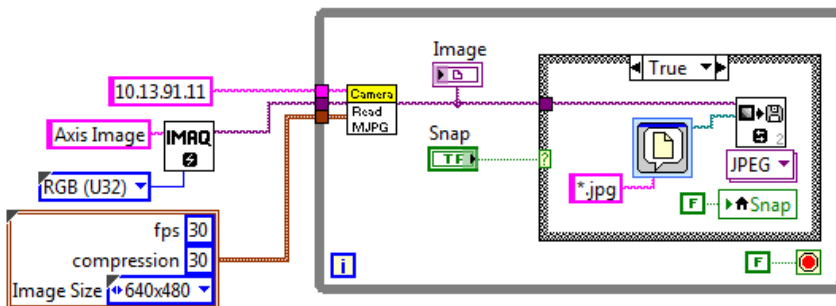 10.13.91.11
Axis Image
IMAQ
RGB (U32)
fps 30
compression 30
Image Size 640x480
Camera
Read
MJPG
Image
Snap
TF
i
True
?
*.jpg
2
JPEG
F
Snap
F